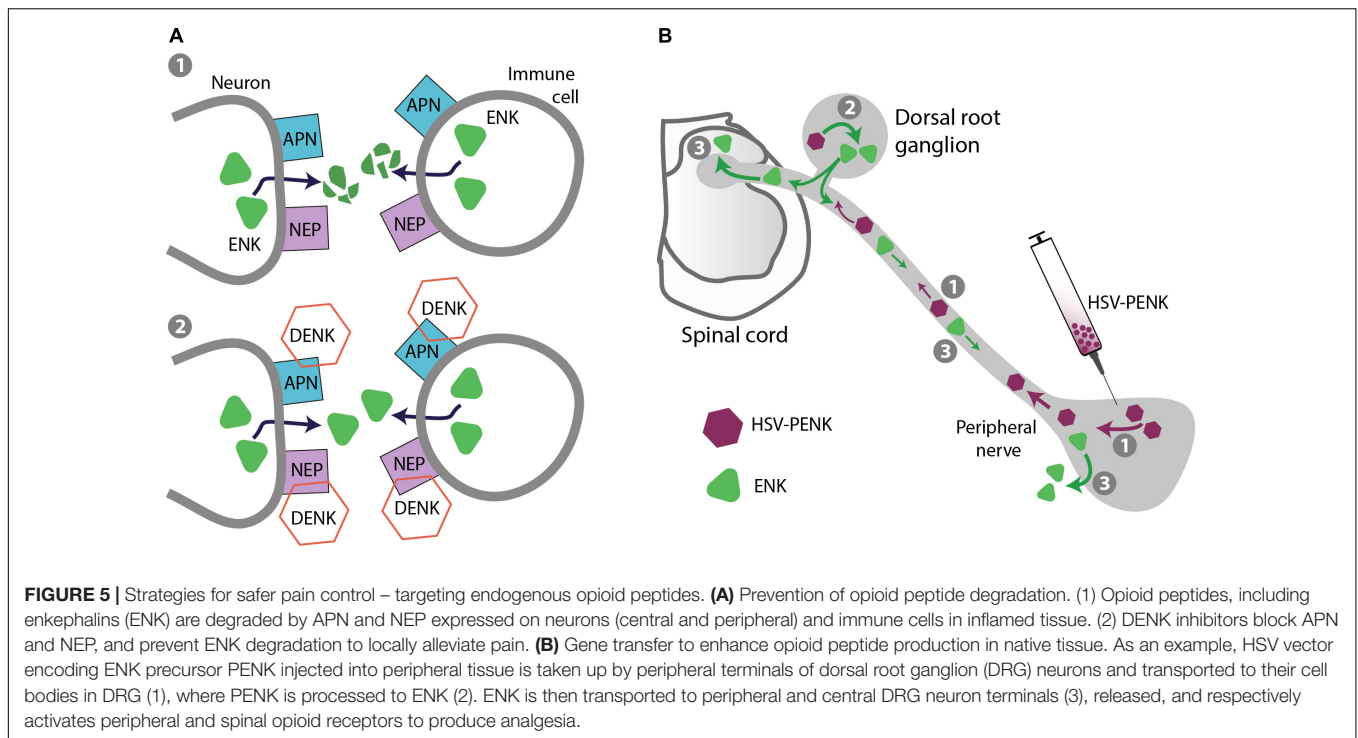 A
1
Neuron
Immune
cell
APN
APN
ENK
ENK
NEP
NEP
2
DENK
DENK
APN
APN
NEP
NEP
DENK
DENK
B
2
Dorsal root
ganglion
3
Spinal cord
1
3
HSV-PENK
HSV-PENK
ENK
Peripheral
nerve
1
3
FIGURE 5 | Strategies for safer pain control – targeting endogenous opioid peptides. (A) Prevention of opioid peptide degradation. (1) Opioid peptides, including
enkephalins (ENK) are degraded by APN and NEP expressed on neurons (central and peripheral) and immune cells in inflamed tissue. (2) DENK inhibitors block APN
and NEP, and prevent ENK degradation to locally alleviate pain. (B) Gene transfer to enhance opioid peptide production in native tissue. As an example, HSV vector
encoding ENK precursor PENK injected into peripheral tissue is taken up by peripheral terminals of dorsal root ganglion (DRG) neurons and transported to their cell
bodies in DRG (1), where PENK is processed to ENK (2). ENK is then transported to peripheral and central DRG neuron terminals (3), released, and respectively
activates peripheral and spinal opioid receptors to produce analgesia.